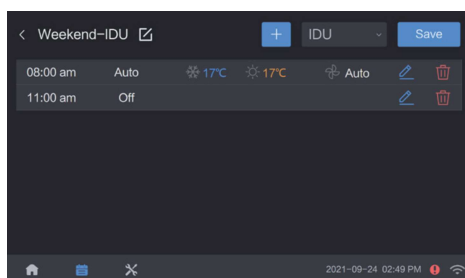 Weekend-IDU + IDU Save
08:00 am Auto 17℃ 17℃ Auto
11:00 am Off
2021-09-24 02:49 PM